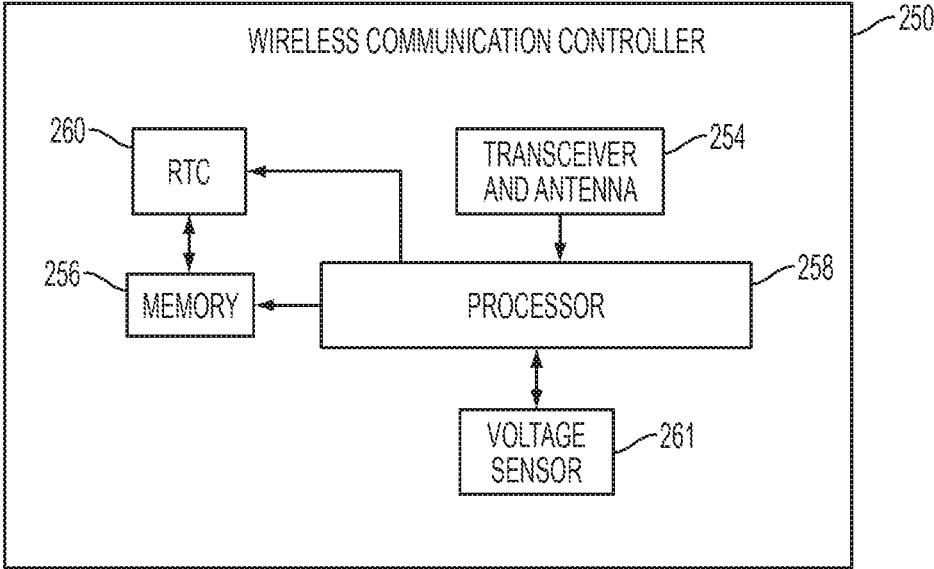 250
WIRELESS COMMUNICATION CONTROLLER
260
RTC
TRANSCEIVER
AND ANTENNA
254
256
MEMORY
PROCESSOR
258
VOLTAGE
SENSOR
261